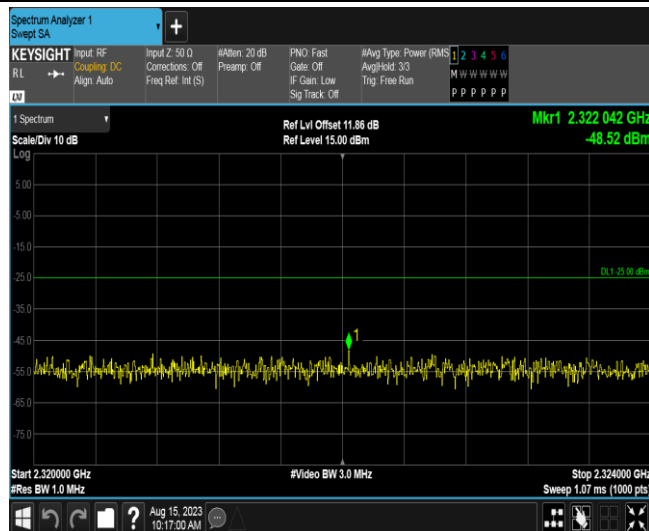 Spectrum Analyzer 1
Swept SA
+
KEYSIGHT
RL
LXI
Input: RF
Coupling: DC
Align: Auto
Input Z: 50 Ω
Corrections: Off
Freq Ref: Int (S)
#Atten: 20 dB
Preamp: Off
PNO: Fast
Gate: Off
IF Gain: Low
Sig Track: Off
#Avg Type: Power (RMS
Avg|Hold: 3/3
Trig: Free Run
1 2 3 4 5 6
M W W W W W
P P P P P P
1 Spectrum
Scale/Div 10 dB
Log
Ref Lvl Offset 11.86 dB
Ref Level 15.00 dBm
Mkr1 2.322 042 GHz
-48.52 dBm
5.00
-5.00
-15.0
-25.0
DL1 -25.00 dBm
-35.0
-45.0
1
-55.0
-65.0
-75.0
Start 2.320000 GHz
#Video BW 3.0 MHz
Stop 2.324000 GHz
#Res BW 1.0 MHz
Sweep 1.07 ms (1000 pts)
?
Aug 15, 2023
10:17:00 AM